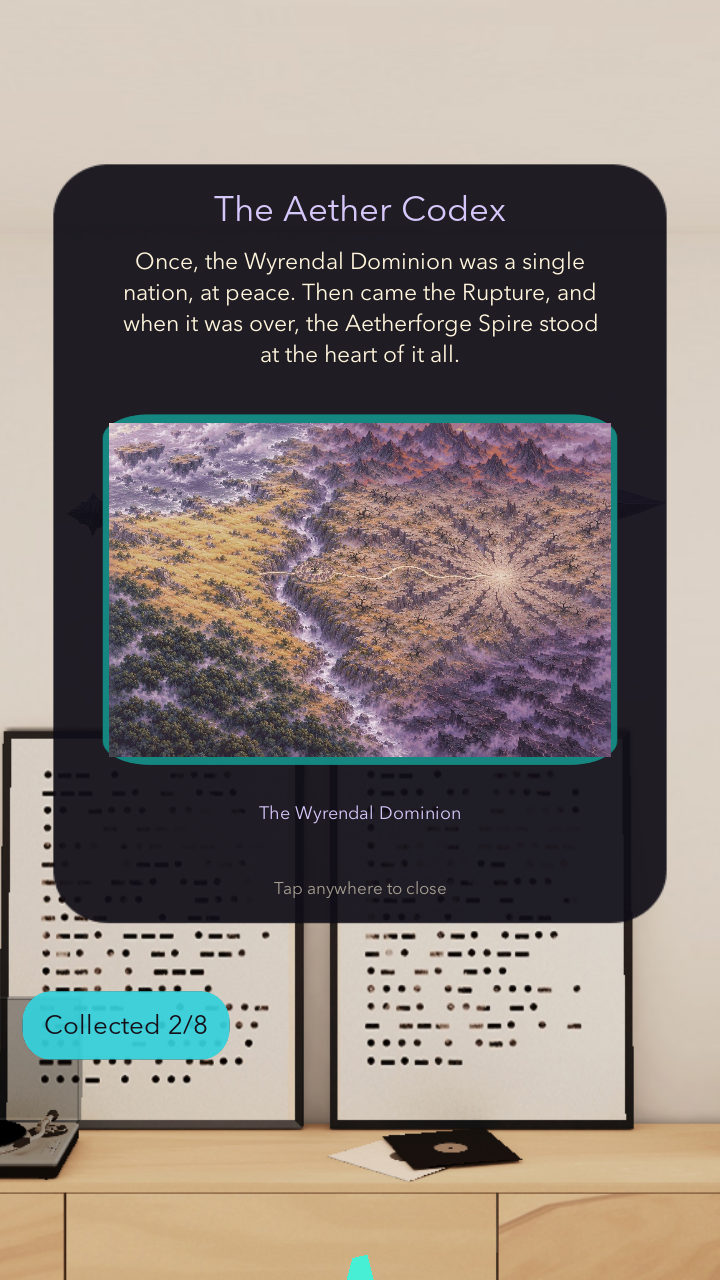 The Aether Codex
Once, the Wyrendal Dominion was a single
nation, at peace. Then came the Rupture, and
when it was over, the Aetherforge Spire stood
at the heart of it all.
The Wyrendal Dominion
Tap anywhere to close
Collected 2/8